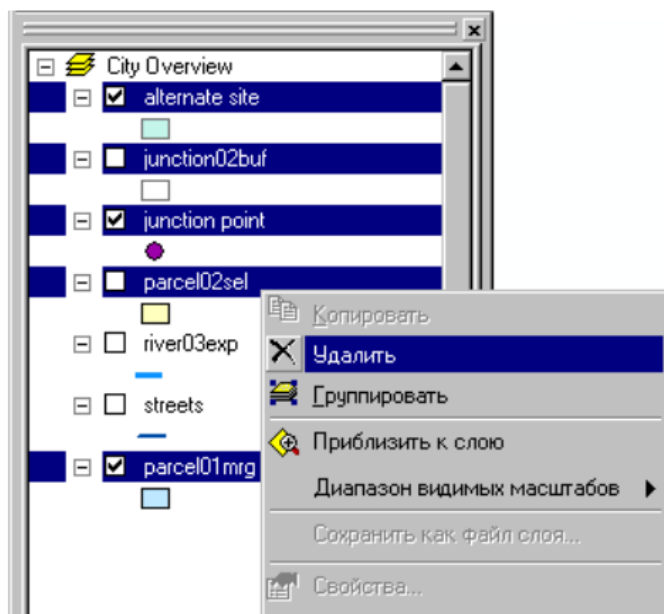 City Overview
alternate site
junction02buf
junction point
parcel02sel
river03exp
streets
parcel01mrg
Копировать
Удалить
Группировать
Приблизить к слою
Диапазон видимых масштабов
Сохранить как файл слоя...
Свойства...